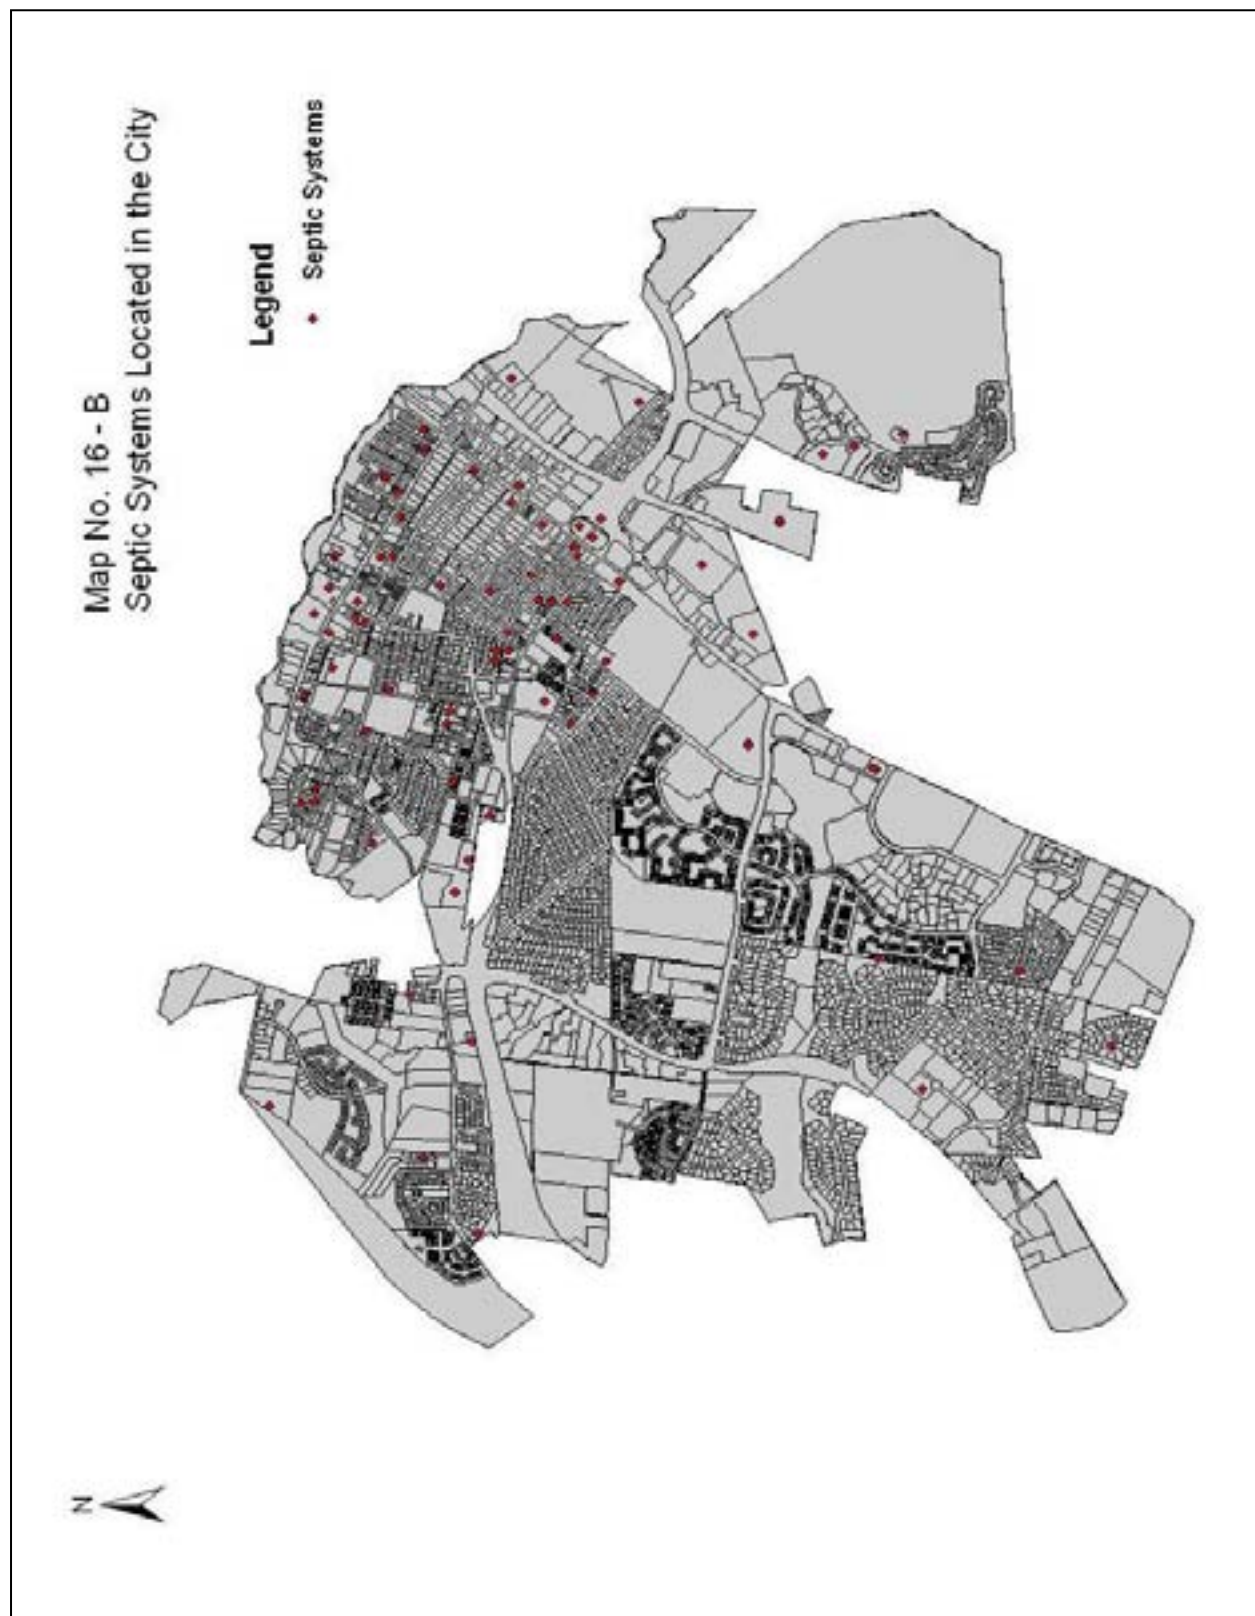 Map No. 16 - B
Septic Systems Located in the City
Legend
Septic Systems
N